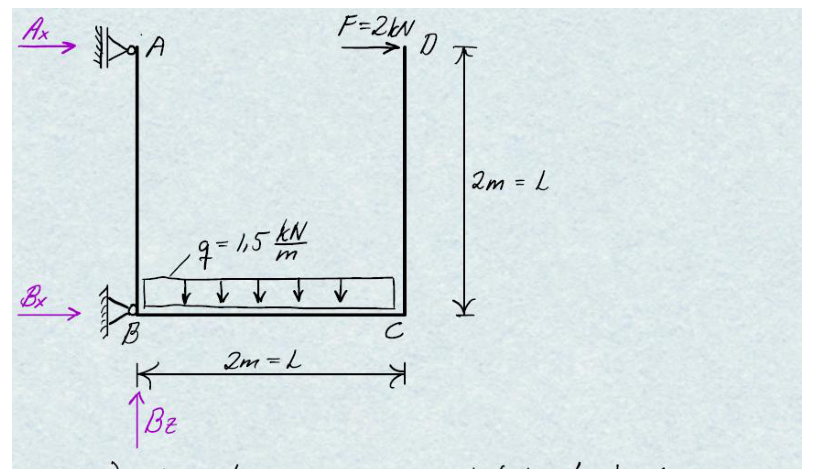 Ax
A
F=2kN
D
2m = L
q = 1,5 kN/m
Bx
B
C
2m = L
Bz